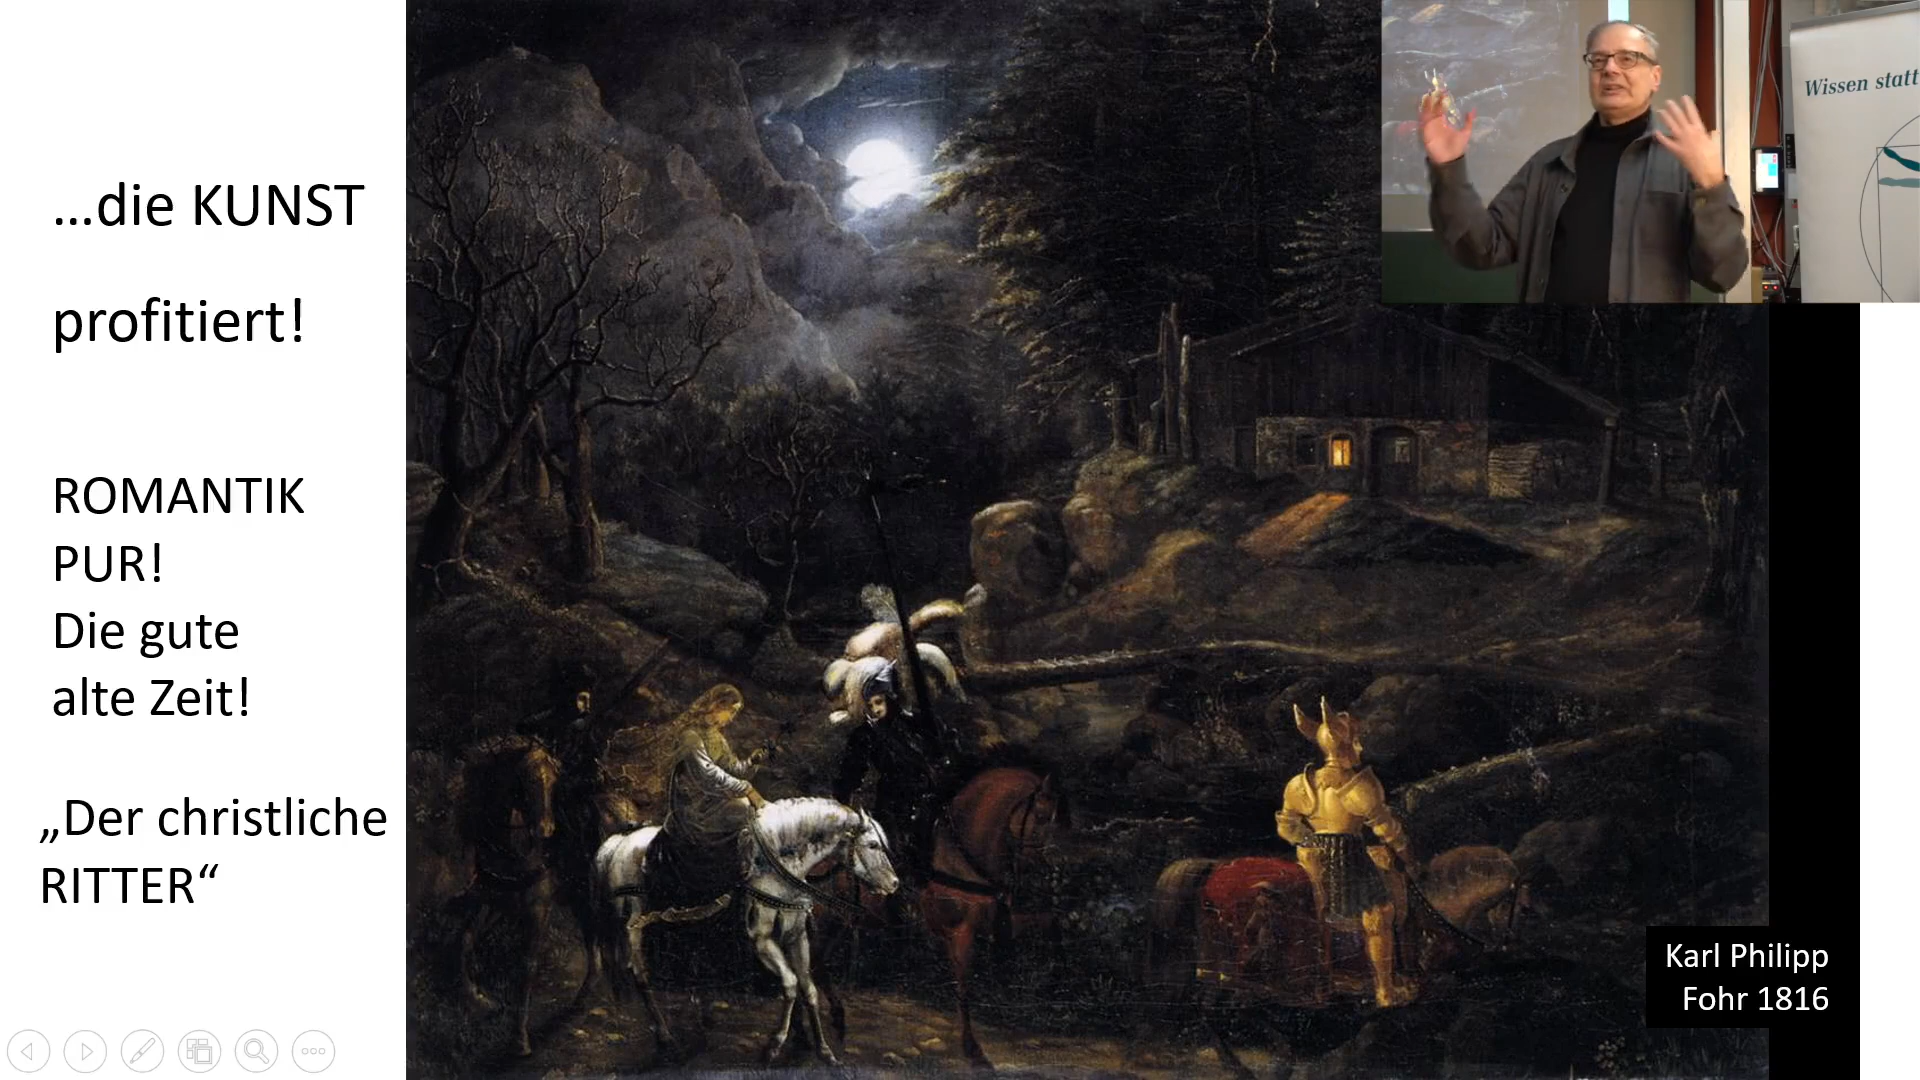 …die KUNST
profitiert!
ROMANTIK
PUR!
Die gute
alte Zeit!
„Der christliche
RITTER“
Wissen statt
Karl Philipp
Fohr 1816